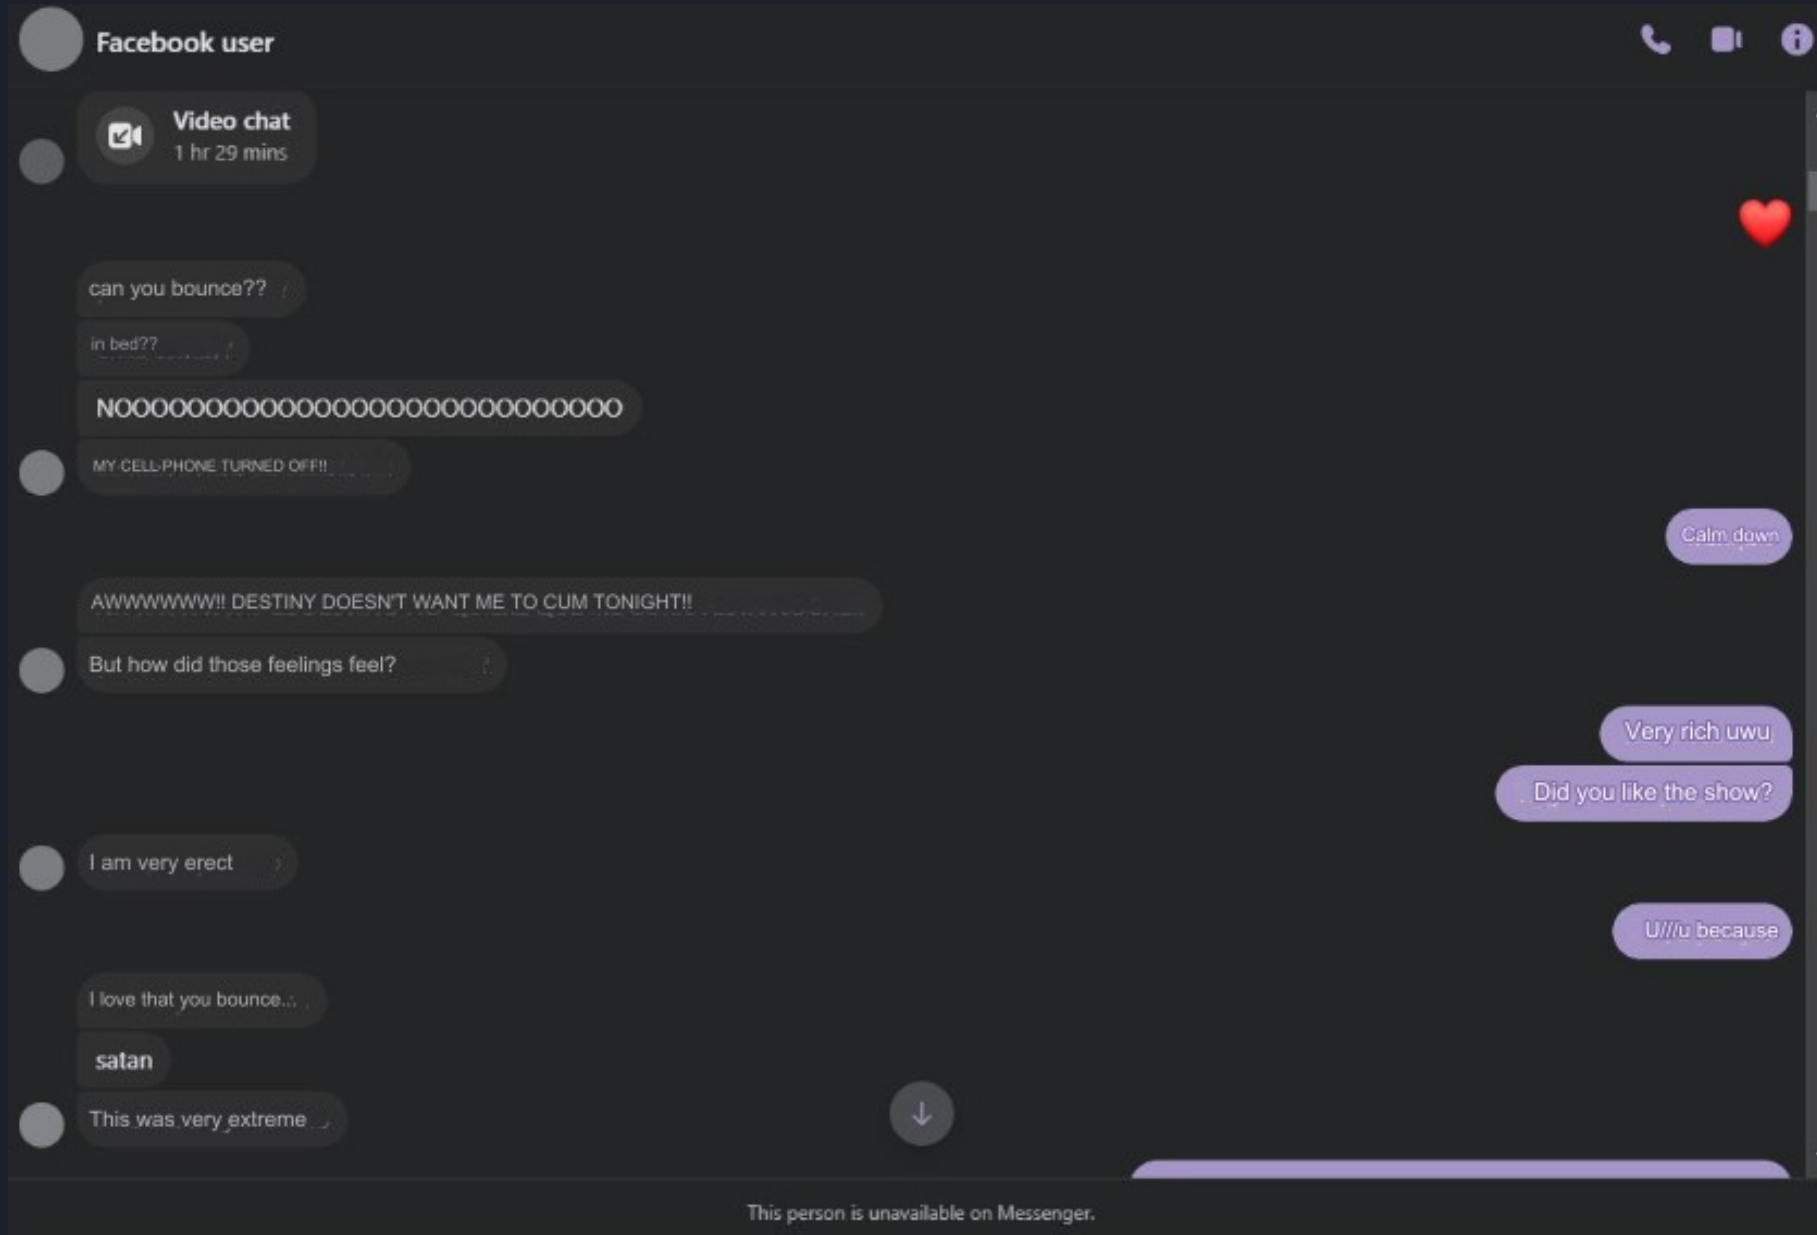 Facebook user
Video chat
1 hr 29 mins
can you bounce??
in bed??
NOOOOOOOOOOOOOOOOOOOOOOOOOOOOO
MY CELL-PHONE TURNED OFF!!
Calm down
AWWWWWW!! DESTINY DOESN'T WANT ME TO CUM TONIGHT!!
But how did those feelings feel?
Very rich uwu
Did you like the show?
I am very erect
U///u because
I love that you bounce...
satan
This was very extreme
This person is unavailable on Messenger.